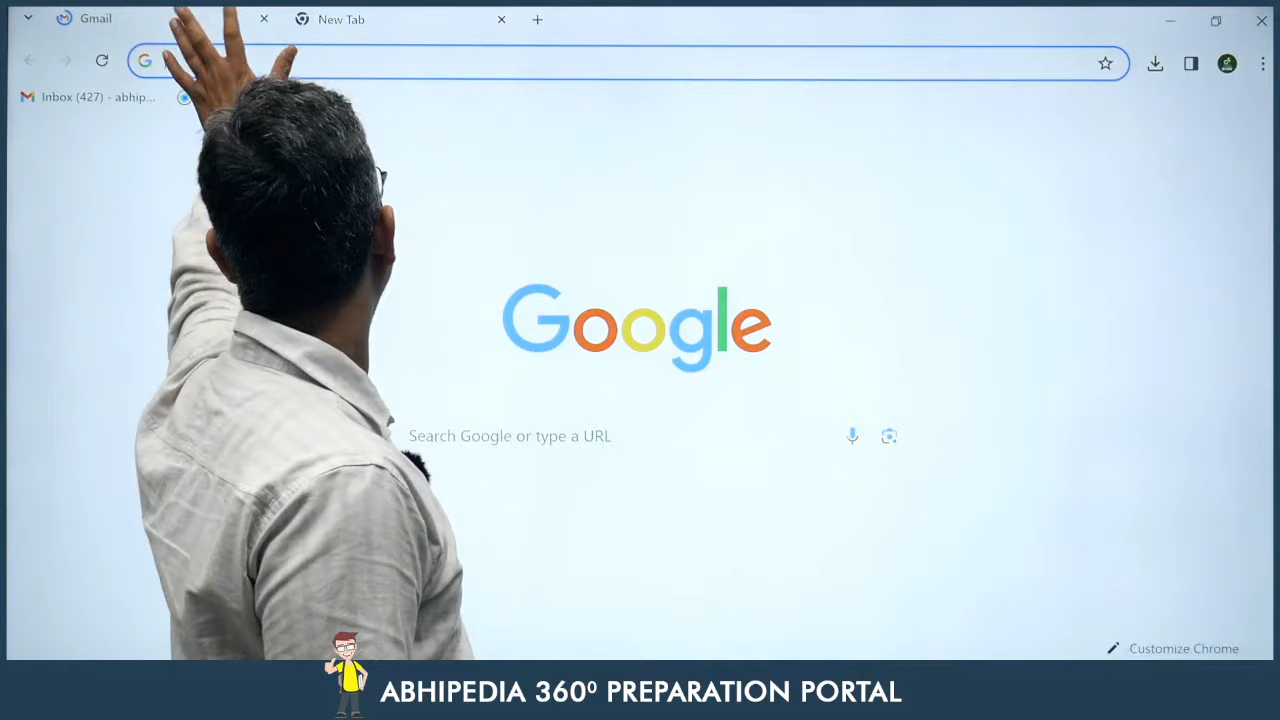 Gmail
New Tab
Inbox (427) - abhip...
Google
Search Google or type a URL
Customize Chrome
ABHIPEDIA 360⁰ PREPARATION PORTAL